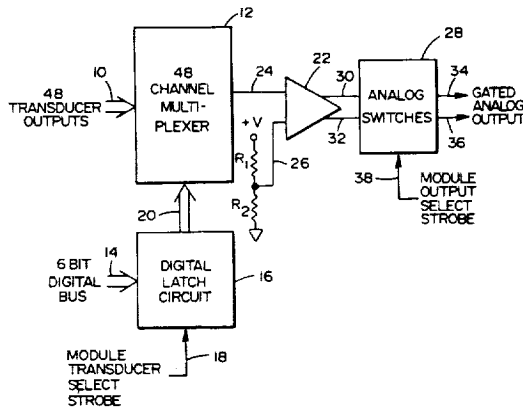 12
28
10
48
TRANSDUCER
OUTPUTS
48
CHANNEL
MULTI-
PLEXER
24
22
30
32
ANALOG
SWITCHES
34
GATED
ANALOG
OUTPUT
36
+V
R1
26
R2
38
MODULE
OUTPUT
SELECT
STROBE
20
6 BIT
DIGITAL
BUS
14
DIGITAL
LATCH
CIRCUIT
16
MODULE
TRANSDUCER
SELECT
STROBE
18